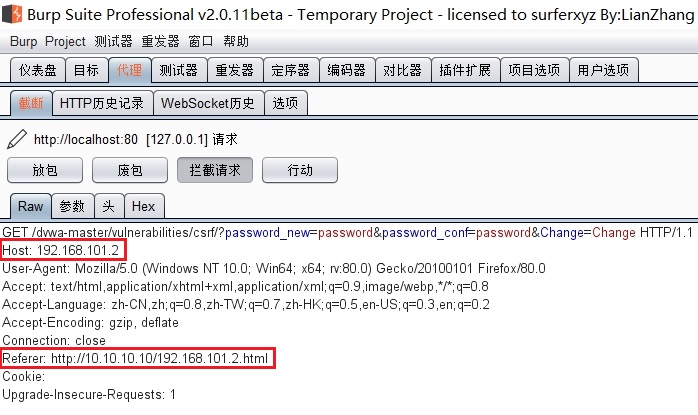 Burp Suite Professional v2.0.11beta - Temporary Project - licensed to surferxyz By:LianZhang
Burp Project 测试器 重发器 窗口 帮助
仪表盘 目标 代理 测试器 重发器 定序器 编码器 对比器 插件扩展 项目选项 用户选项
截断 HTTP历史记录 WebSocket历史 选项
http://localhost:80 [127.0.0.1] 请求
放包 废包 拦截请求 行动
Raw 参数 头 Hex
GET /dvwa-master/vulnerabilities/csrf/?password_new=password&password_conf=password&Change=Change HTTP/1.1
Host: 192.168.101.2
User-Agent: Mozilla/5.0 (Windows NT 10.0; Win64; x64; rv:80.0) Gecko/20100101 Firefox/80.0
Accept: text/html,application/xhtml+xml,application/xml;q=0.9,image/webp,*/*;q=0.8
Accept-Language: zh-CN,zh;q=0.8,zh-TW;q=0.7,zh-HK;q=0.5,en-US;q=0.3,en;q=0.2
Accept-Encoding: gzip, deflate
Connection: close
Referer: http://10.10.10.10/192.168.101.2.html
Cookie:
Upgrade-Insecure-Requests: 1